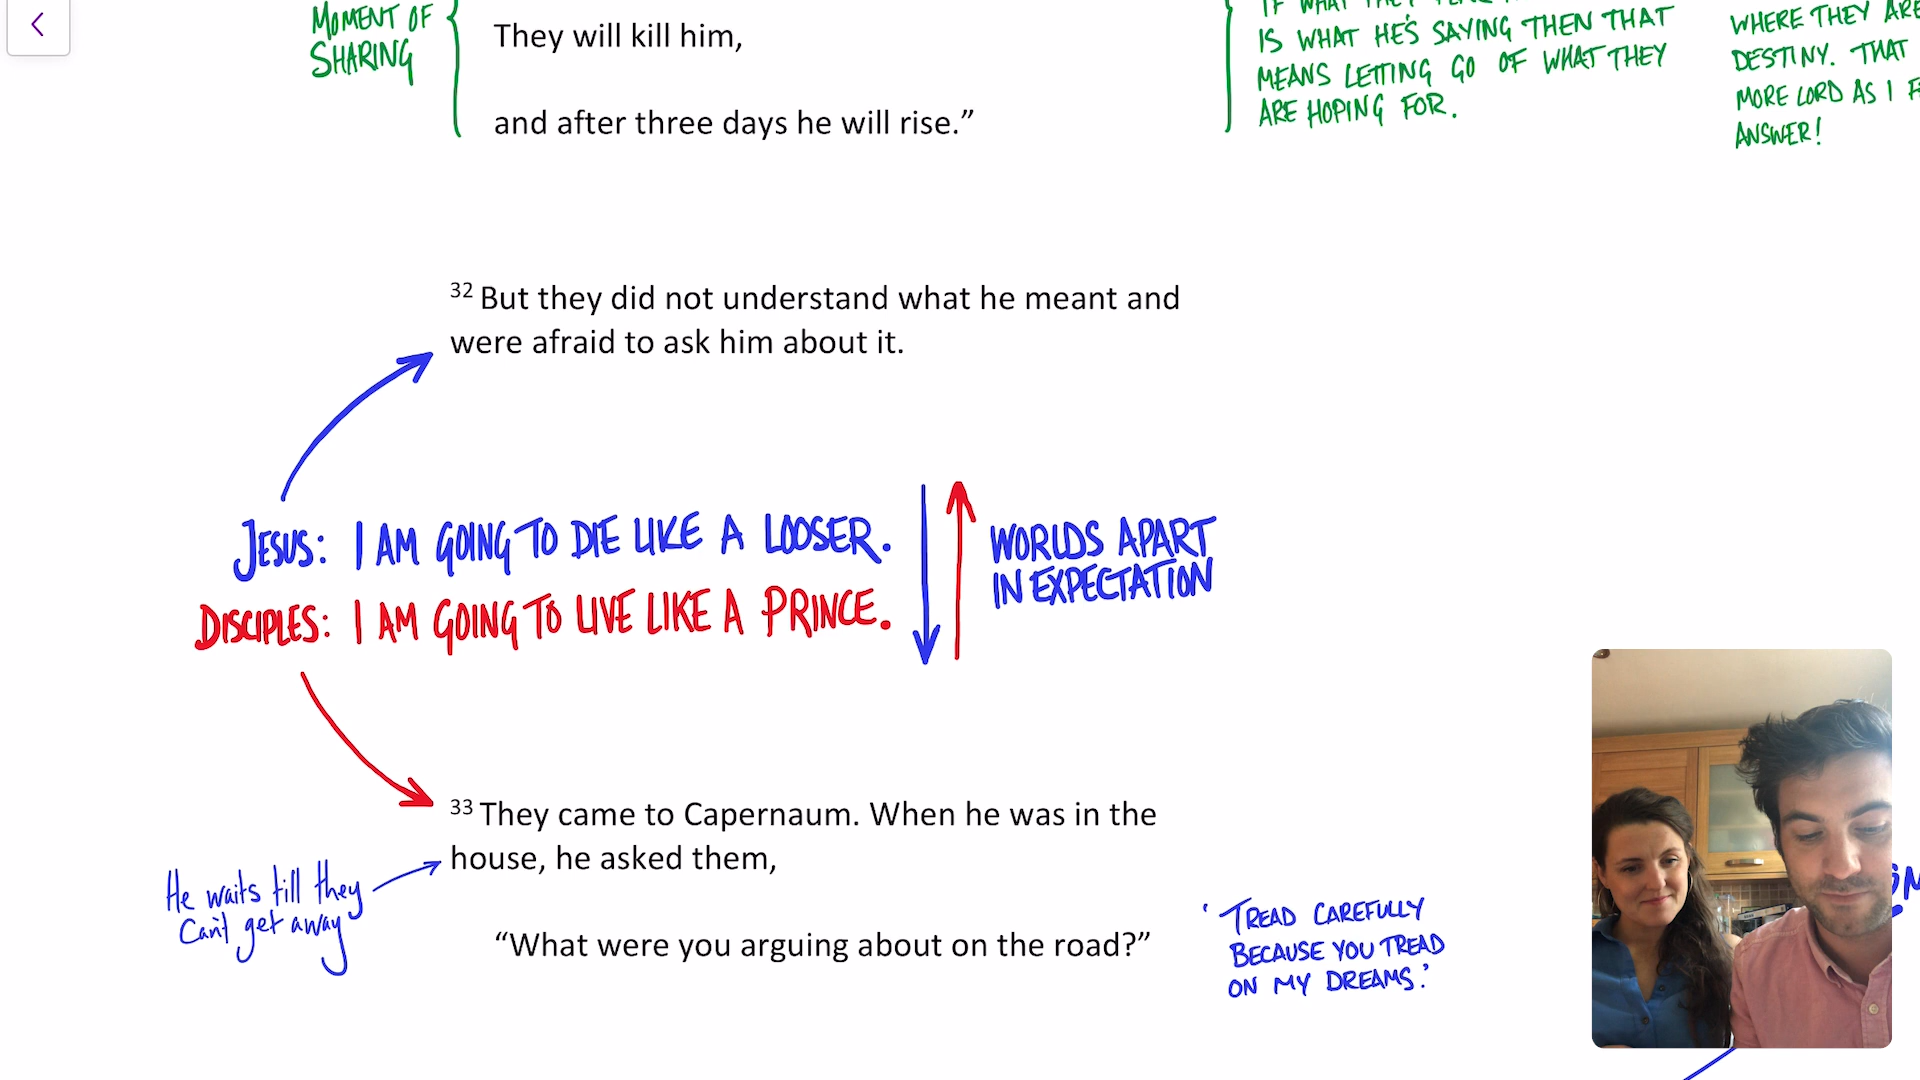 MOMENT OF
SHARING
They will kill him,
and after three days he will rise.”
IS WHAT HE'S SAYING THEN THAT
MEANS LETTING GO OF WHAT THEY
ARE HOPING FOR.
WHERE THEY ARE
DESTINY. THAT
MORE LORD AS I
ANSWER!
32 But they did not understand what he meant and
were afraid to ask him about it.
JESUS: I AM GOING TO DIE LIKE A LOOSER.
DISCIPLES: I AM GOING TO LIVE LIKE A PRINCE.
WORLDS APART
IN EXPECTATION
33 They came to Capernaum. When he was in the
house, he asked them,
He waits till they
Can't get away
“What were you arguing about on the road?”
'TREAD CAREFULLY
BECAUSE YOU TREAD
ON MY DREAMS.'